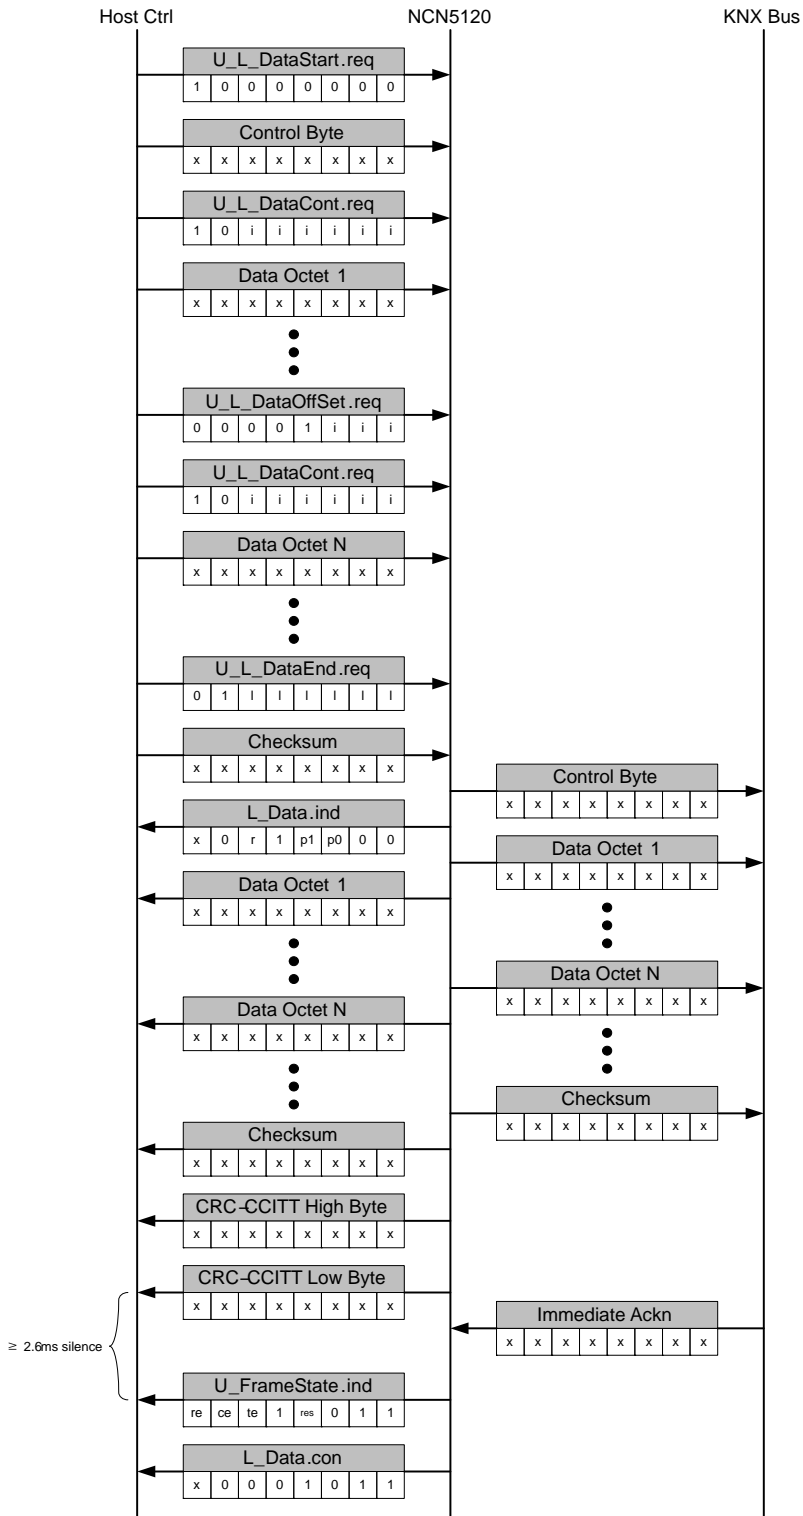 Host Ctrl NCN5120 KNX Bus
U_L_DataStart.req
1 0 0 0 0 0 0 0
Control Byte
x x x x x x x x
U_L_DataCont.req
1 0 i i i i i i
Data Octet 1
x x x x x x x x
U_L_DataOffSet.req
0 0 0 0 1 i i i
U_L_DataCont.req
1 0 i i i i i i
Data Octet N
x x x x x x x x
U_L_DataEnd.req
0 1 l l l l l l
Checksum
x x x x x x x x
Control Byte
x x x x x x x x
L_Data.ind
x 0 r 1 p1 p0 0 0
Data Octet 1
x x x x x x x x
Data Octet 1
x x x x x x x x
Data Octet N
x x x x x x x x
Data Octet N
x x x x x x x x
Checksum
x x x x x x x x
Checksum
x x x x x x x x
CRC-CCITT High Byte
x x x x x x x x
CRC-CCITT Low Byte
x x x x x x x x
Immediate Ackn
x x x x x x x x
≥ 2.6ms silence
U_FrameState.ind
re ce te 1 res 0 1 1
L_Data.con
x 0 0 0 1 0 1 1